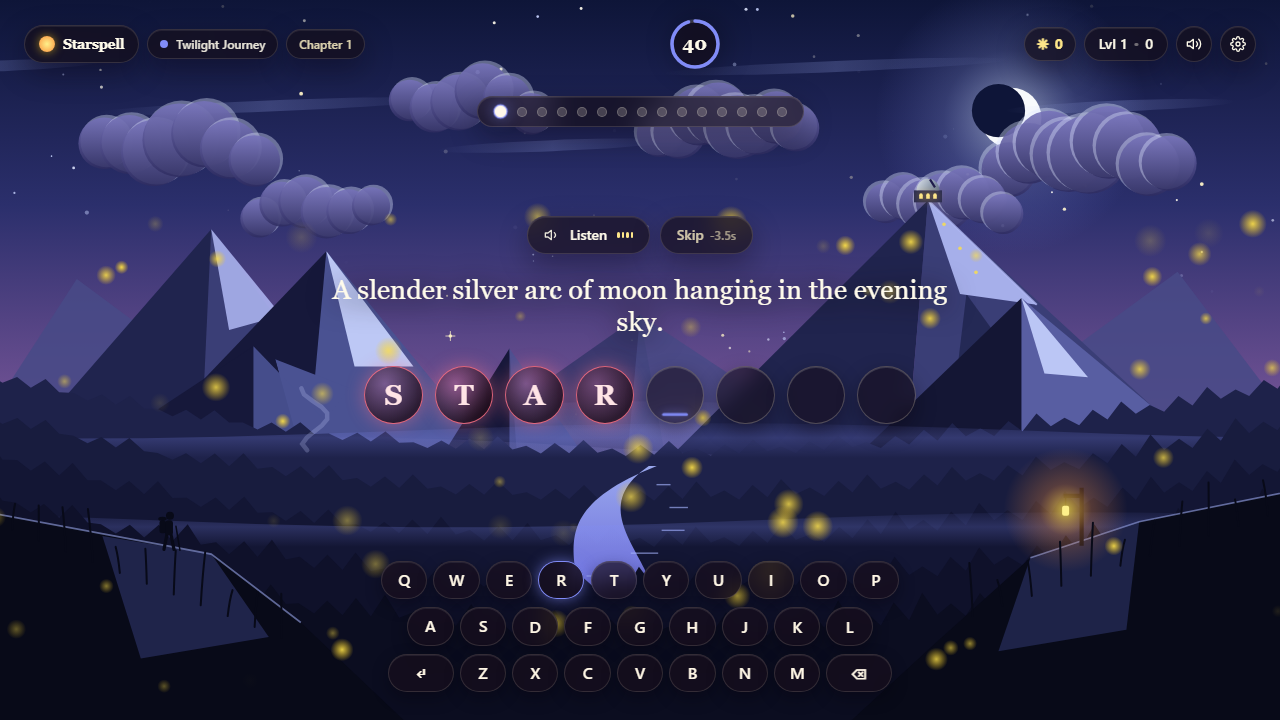 Starspell
Twilight Journey
Chapter 1
40
0
Lvl 1 • 0
Listen
Skip -3.5s
A slender silver arc of moon hanging in the evening
sky.
S T A R
Q W E R T Y U I O P
A S D F G H J K L
Z X C V B N M